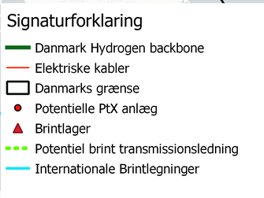 Signaturforklaring
Danmark Hydrogen backbone
Elektriske kabler
Danmarks grænse
Potentielle PtX anlæg
Brintlager
Potentiel brint transmissionsledning
Internationale Brintlegninger